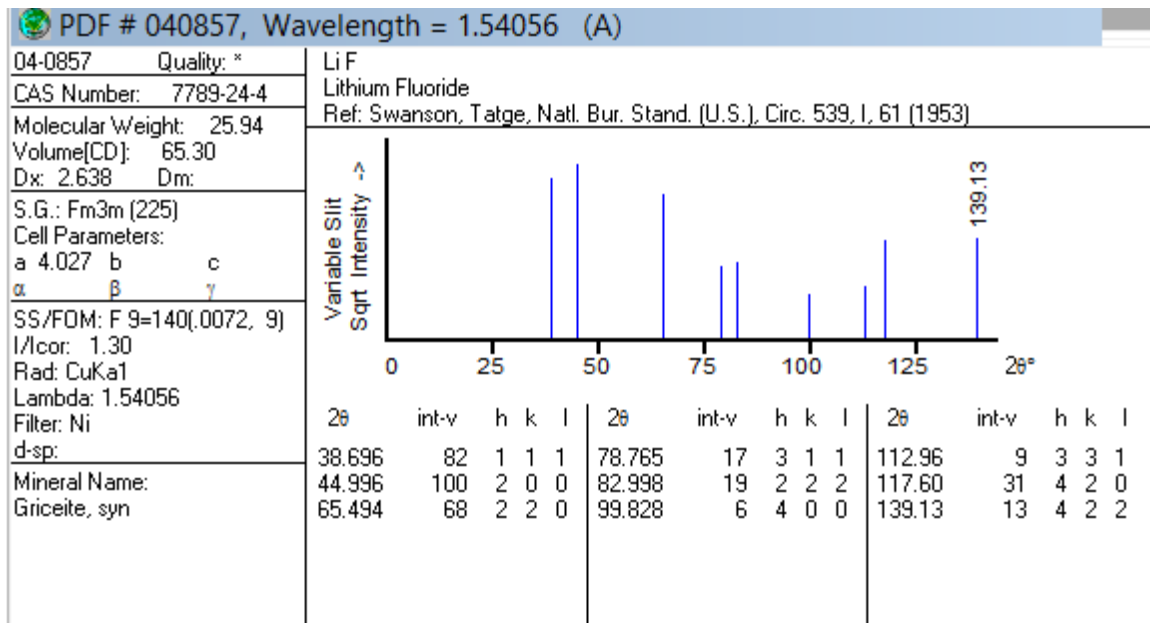 PDF # 040857, Wavelength = 1.54056 (A)
04-0857 Quality: *
CAS Number: 7789-24-4
Molecular Weight: 25.94
Volume[CD]: 65.30
Dx: 2.638 Dm:
S.G.: Fm3m (225)
Cell Parameters:
a 4.027 b c
α β γ
SS/FOM: F 9=140(.0072, 9)
I/Icor: 1.30
Rad: CuKa1
Lambda: 1.54056
Filter: Ni
d-sp:
Mineral Name:
Griceite, syn
Li F
Lithium Fluoride
Ref: Swanson, Tatge, Natl. Bur. Stand. (U.S.), Circ. 539, I, 61 (1953)
Variable Slit
Sqrt Intensity ->
139.13
0 25 50 75 100 125 2θ°
2θ int-v h k l 2θ int-v h k l 2θ int-v h k l
38.696 82 1 1 1 78.765 17 3 1 1 112.96 9 3 3 1
44.996 100 2 0 0 82.998 19 2 2 2 117.60 31 4 2 0
65.494 68 2 2 0 99.828 6 4 0 0 139.13 13 4 2 2